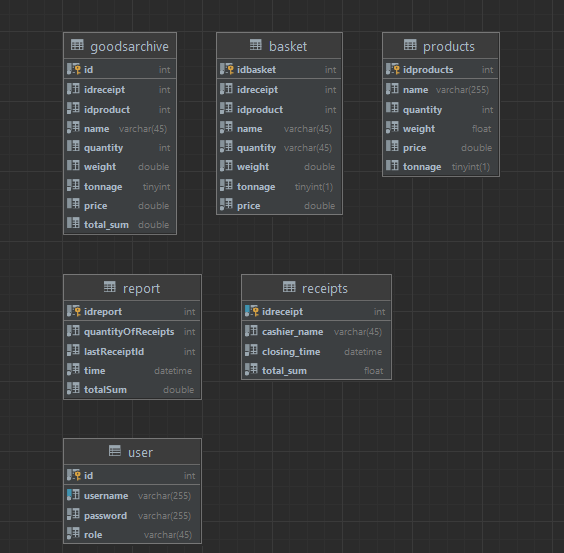 goodsarchive
id int
idreceipt int
idproduct int
name varchar(45)
quantity int
weight double
tonnage tinyint
price double
total_sum double
basket
idbasket int
idreceipt int
idproduct int
name varchar(45)
quantity varchar(45)
weight double
tonnage tinyint(1)
price double
products
idproducts int
name varchar(255)
quantity int
weight float
price double
tonnage tinyint(1)
report
idreport int
quantityOfReceipts int
lastReceiptId int
time datetime
totalSum double
receipts
idreceipt int
cashier_name varchar(45)
closing_time datetime
total_sum float
user
id int
username varchar(255)
password varchar(255)
role varchar(45)